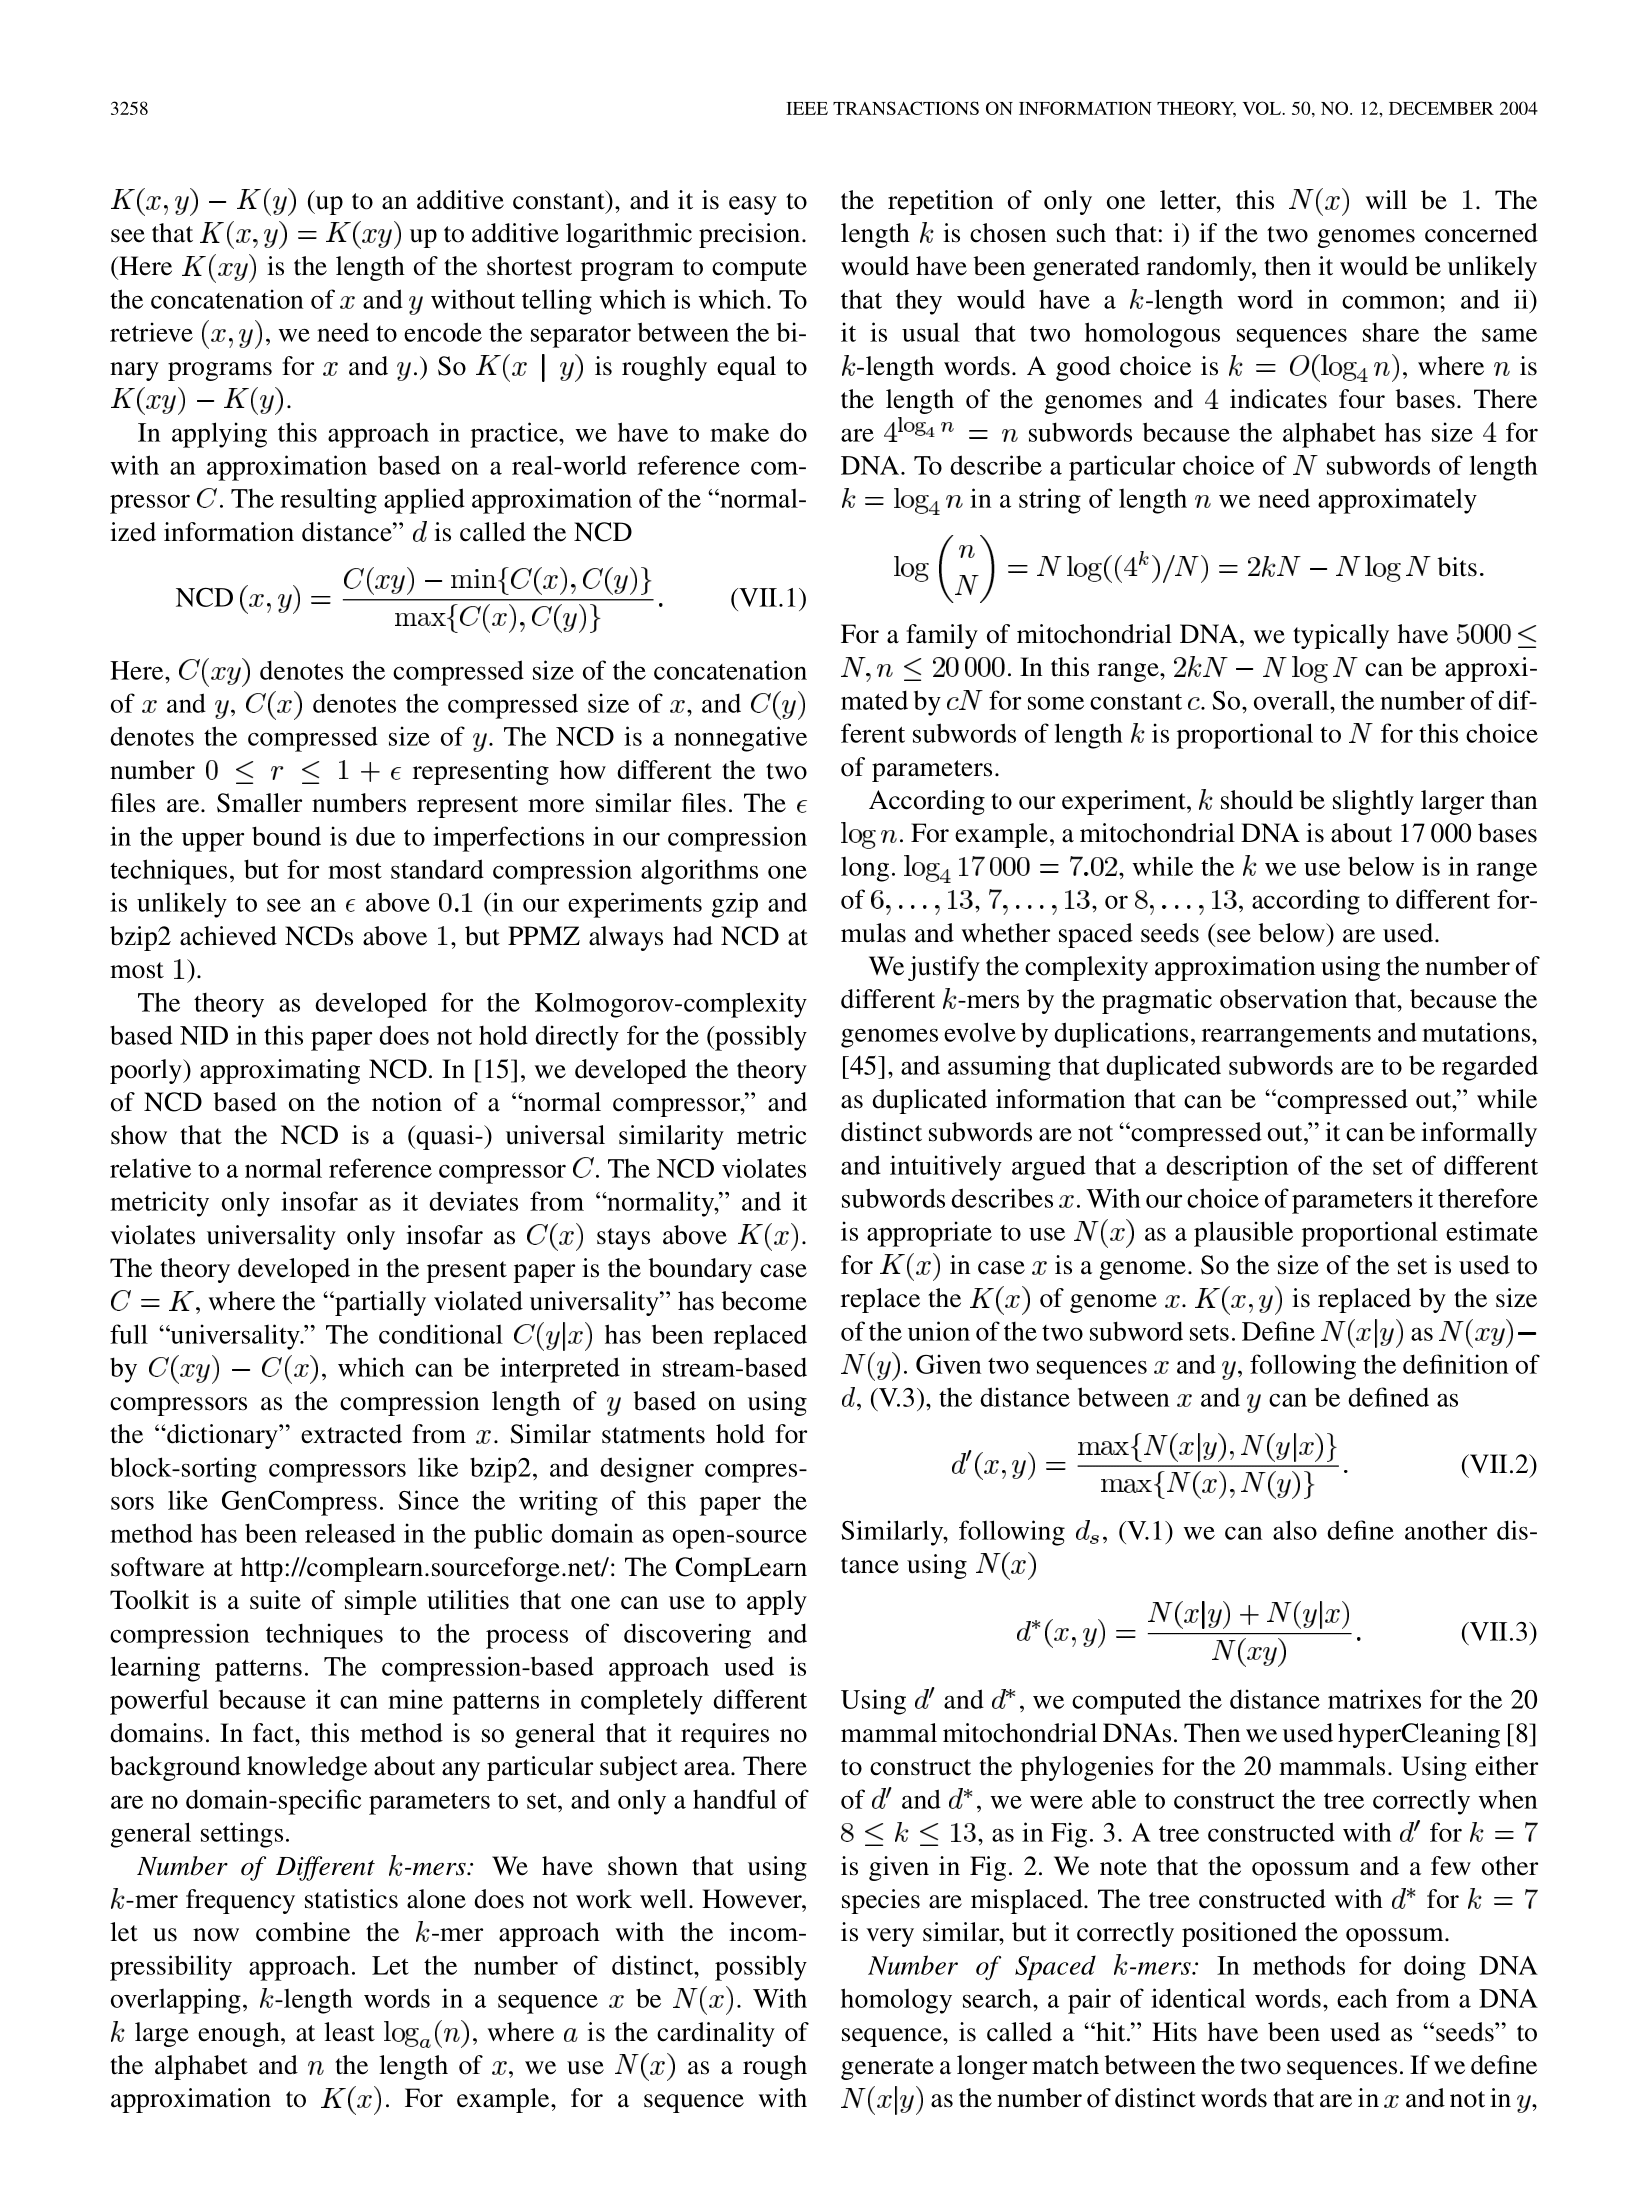 3258
IEEE TRANSACTIONS ON INFORMATION THEORY, VOL. 50, NO. 12, DECEMBER 2004
K(x, y) − K(y) (up to an additive constant), and it is easy to
see that K(x, y) = K(xy) up to additive logarithmic precision.
(Here K(xy) is the length of the shortest program to compute
the concatenation of x and y without telling which is which. To
retrieve (x, y), we need to encode the separator between the bi-
nary programs for x and y.) So K(x | y) is roughly equal to
K(xy) − K(y).
In applying this approach in practice, we have to make do
with an approximation based on a real-world reference com-
pressor C. The resulting applied approximation of the “normal-
ized information distance” d is called the NCD
NCD (x, y) = \frac{C(xy) − min{C(x), C(y)}}{max{C(x), C(y)}}. (VII.1)
Here, C(xy) denotes the compressed size of the concatenation
of x and y, C(x) denotes the compressed size of x, and C(y)
denotes the compressed size of y. The NCD is a nonnegative
number 0 ≤ r ≤ 1 + ϵ representing how different the two
files are. Smaller numbers represent more similar files. The ϵ
in the upper bound is due to imperfections in our compression
techniques, but for most standard compression algorithms one
is unlikely to see an ϵ above 0.1 (in our experiments gzip and
bzip2 achieved NCDs above 1, but PPMZ always had NCD at
most 1).
The theory as developed for the Kolmogorov-complexity
based NID in this paper does not hold directly for the (possibly
poorly) approximating NCD. In [15], we developed the theory
of NCD based on the notion of a “normal compressor,” and
show that the NCD is a (quasi-) universal similarity metric
relative to a normal reference compressor C. The NCD violates
metricity only insofar as it deviates from “normality,” and it
violates universality only insofar as C(x) stays above K(x).
The theory developed in the present paper is the boundary case
C = K, where the “partially violated universality” has become
full “universality.” The conditional C(y|x) has been replaced
by C(xy) − C(x), which can be interpreted in stream-based
compressors as the compression length of y based on using
the “dictionary” extracted from x. Similar statments hold for
block-sorting compressors like bzip2, and designer compres-
sors like GenCompress. Since the writing of this paper the
method has been released in the public domain as open-source
software at http://complearn.sourceforge.net/: The CompLearn
Toolkit is a suite of simple utilities that one can use to apply
compression techniques to the process of discovering and
learning patterns. The compression-based approach used is
powerful because it can mine patterns in completely different
domains. In fact, this method is so general that it requires no
background knowledge about any particular subject area. There
are no domain-specific parameters to set, and only a handful of
general settings.
Number of Different k-mers: We have shown that using
k-mer frequency statistics alone does not work well. However,
let us now combine the k-mer approach with the incom-
pressibility approach. Let the number of distinct, possibly
overlapping, k-length words in a sequence x be N(x). With
k large enough, at least log_a(n), where a is the cardinality of
the alphabet and n the length of x, we use N(x) as a rough
approximation to K(x). For example, for a sequence with
the repetition of only one letter, this N(x) will be 1. The
length k is chosen such that: i) if the two genomes concerned
would have been generated randomly, then it would be unlikely
that they would have a k-length word in common; and ii)
it is usual that two homologous sequences share the same
k-length words. A good choice is k = O(log_4 n), where n is
the length of the genomes and 4 indicates four bases. There
are 4^{log_4 n} = n subwords because the alphabet has size 4 for
DNA. To describe a particular choice of N subwords of length
k = log_4 n in a string of length n we need approximately
log \binom{n}{N} = N log((4^k)/N) = 2kN − N log N bits.
For a family of mitochondrial DNA, we typically have 5000 ≤
N, n ≤ 20 000. In this range, 2kN − N log N can be approxi-
mated by cN for some constant c. So, overall, the number of dif-
ferent subwords of length k is proportional to N for this choice
of parameters.
According to our experiment, k should be slightly larger than
log n. For example, a mitochondrial DNA is about 17 000 bases
long. log_4 17 000 = 7.02, while the k we use below is in range
of 6, . . . , 13, 7, . . . , 13, or 8, . . . , 13, according to different for-
mulas and whether spaced seeds (see below) are used.
We justify the complexity approximation using the number of
different k-mers by the pragmatic observation that, because the
genomes evolve by duplications, rearrangements and mutations,
[45], and assuming that duplicated subwords are to be regarded
as duplicated information that can be “compressed out,” while
distinct subwords are not “compressed out,” it can be informally
and intuitively argued that a description of the set of different
subwords describes x. With our choice of parameters it therefore
is appropriate to use N(x) as a plausible proportional estimate
for K(x) in case x is a genome. So the size of the set is used to
replace the K(x) of genome x. K(x, y) is replaced by the size
of the union of the two subword sets. Define N(x|y) as N(xy)−
N(y). Given two sequences x and y, following the definition of
d, (V.3), the distance between x and y can be defined as
d′(x, y) = \frac{max{N(x|y), N(y|x)}}{max{N(x), N(y)}}. (VII.2)
Similarly, following d_s, (V.1) we can also define another dis-
tance using N(x)
d*(x, y) = \frac{N(x|y) + N(y|x)}{N(xy)}. (VII.3)
Using d′ and d*, we computed the distance matrixes for the 20
mammal mitochondrial DNAs. Then we used hyperCleaning [8]
to construct the phylogenies for the 20 mammals. Using either
of d′ and d*, we were able to construct the tree correctly when
8 ≤ k ≤ 13, as in Fig. 3. A tree constructed with d′ for k = 7
is given in Fig. 2. We note that the opossum and a few other
species are misplaced. The tree constructed with d* for k = 7
is very similar, but it correctly positioned the opossum.
Number of Spaced k-mers: In methods for doing DNA
homology search, a pair of identical words, each from a DNA
sequence, is called a “hit.” Hits have been used as “seeds” to
generate a longer match between the two sequences. If we define
N(x|y) as the number of distinct words that are in x and not in y,